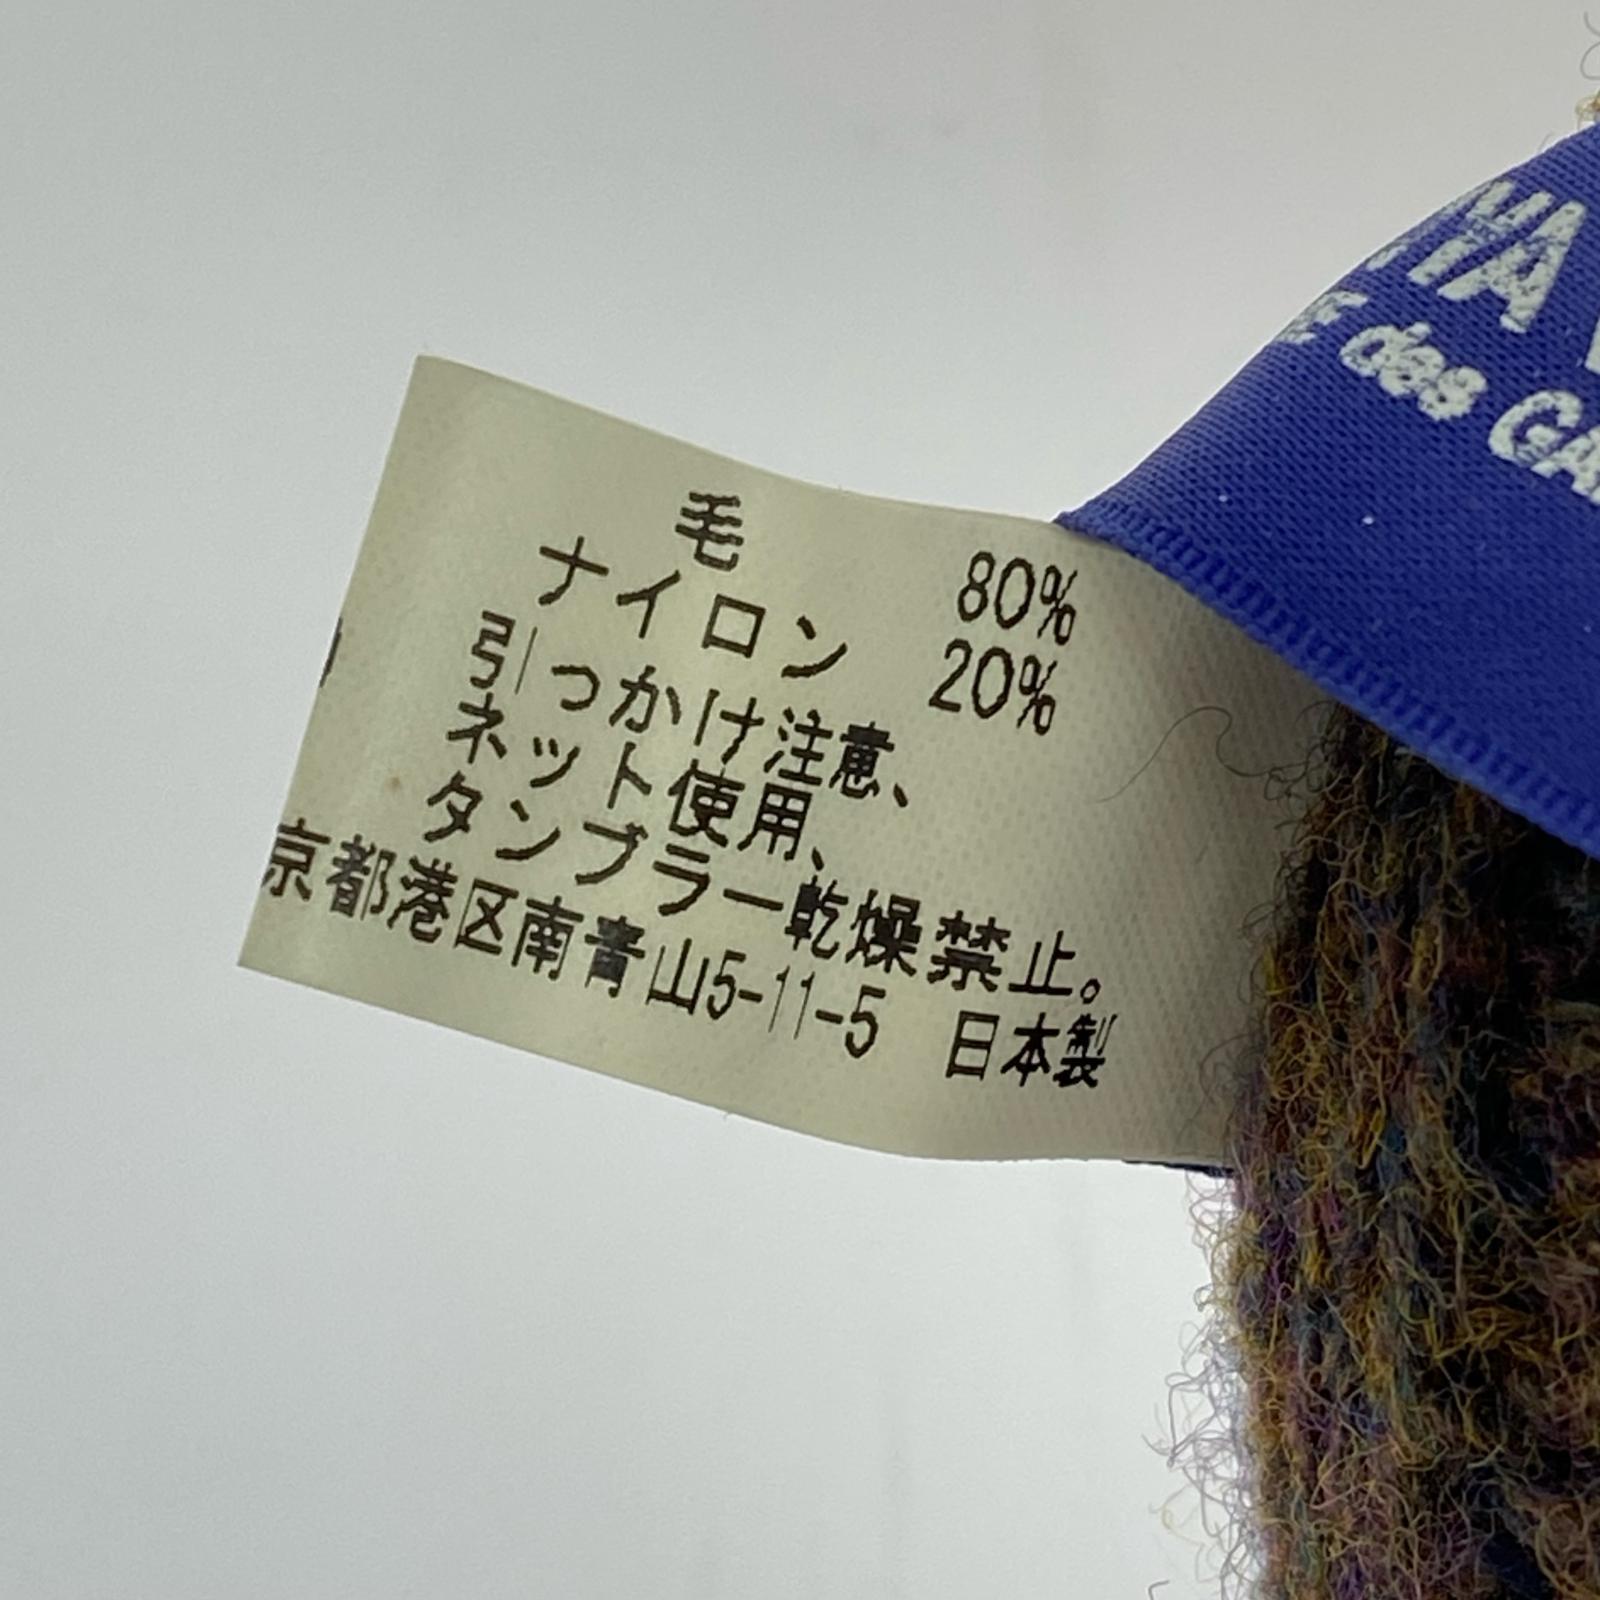 毛 80%
ナイロン 20%
引っかけ注意、
ネット使用、
タンブラー乾燥禁止。
京都港区南青山5-11-5 日本製
des